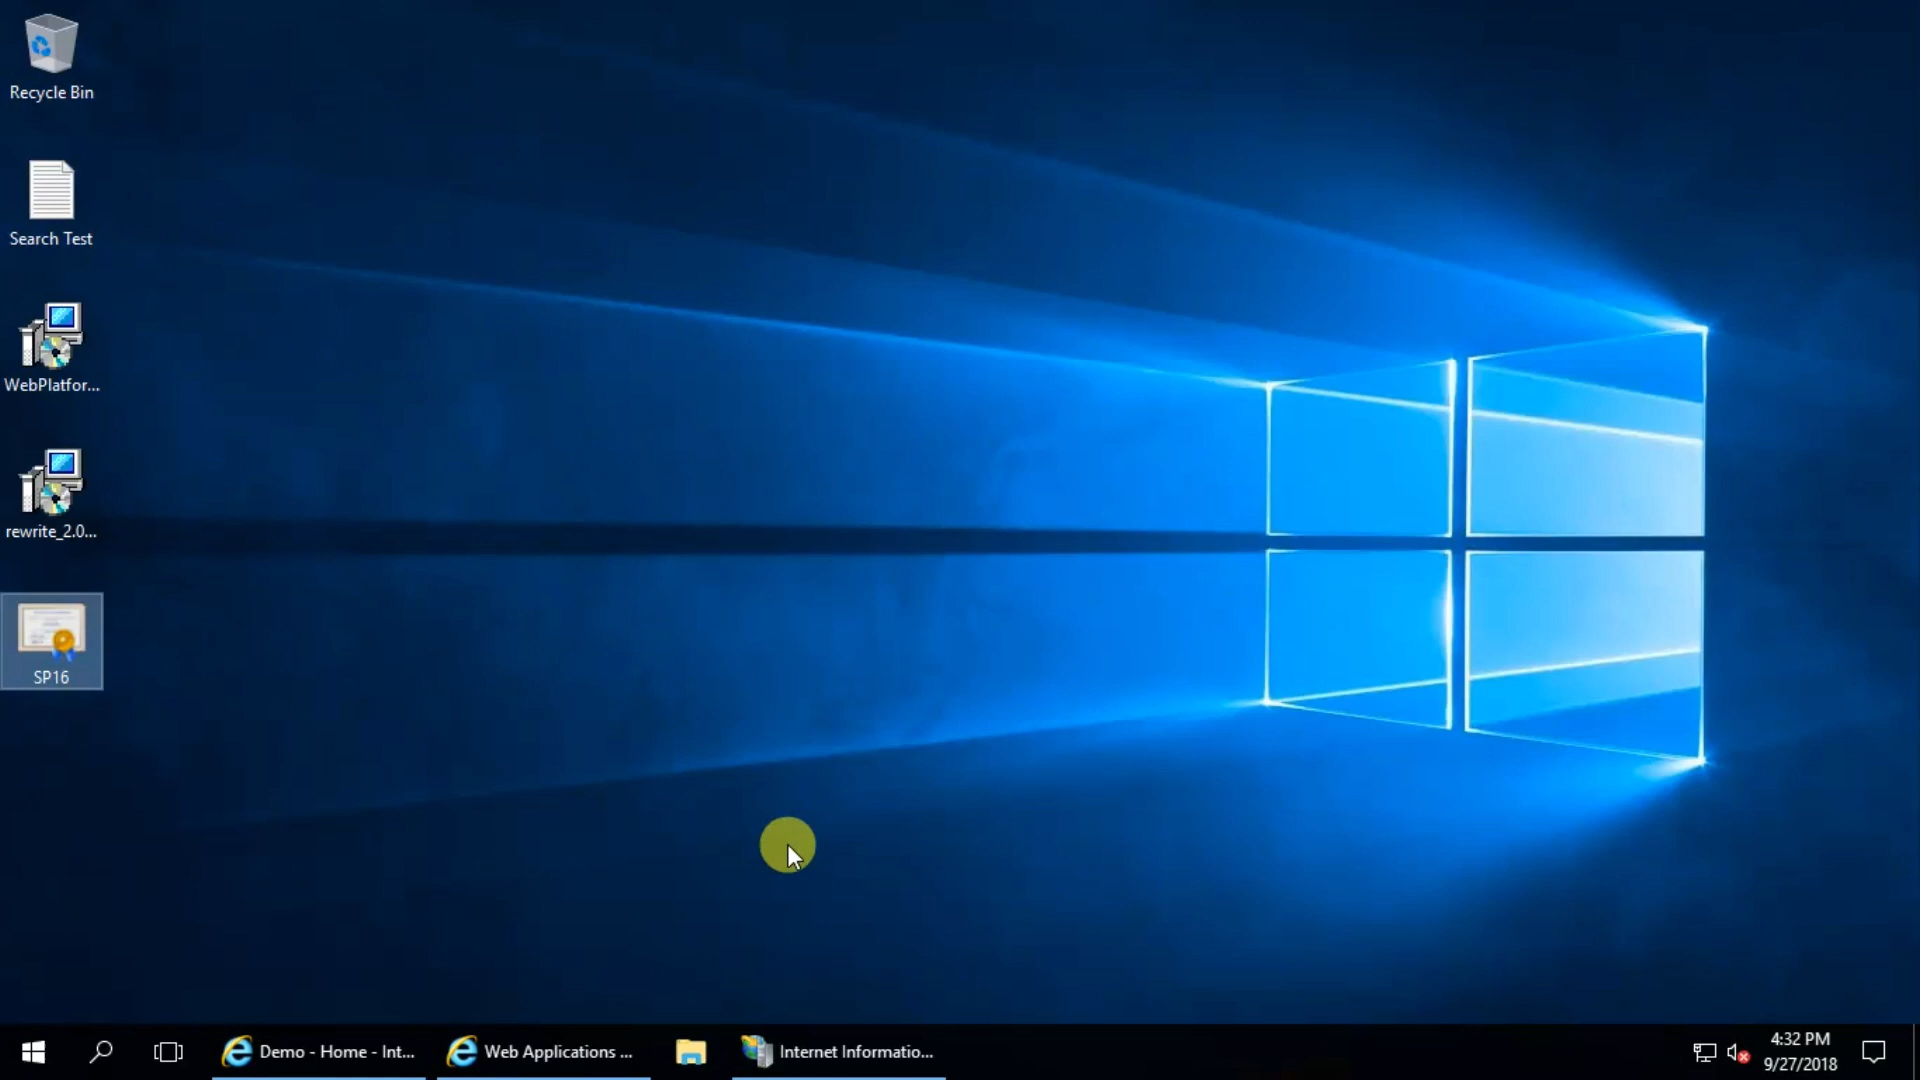 Recycle Bin
Search Test
WebPlatfor...
rewrite_2.0...
SP16
Demo - Home - Int...
Web Applications ...
Internet Informatio...
4:32 PM
9/27/2018